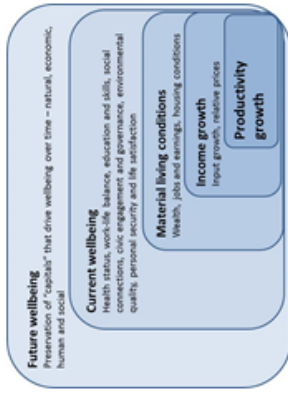 Future wellbeing
Preservation of "capitals" that drive wellbeing over time – natural, economic,
human and social
Current wellbeing
Health status, work-life balance, education and skills, social
connections, civic engagement and governance, environmental
quality, personal security and life satisfaction
Material living conditions
Wealth, jobs and earnings, housing conditions
Income growth
Input growth, relative prices
Productivity
growth